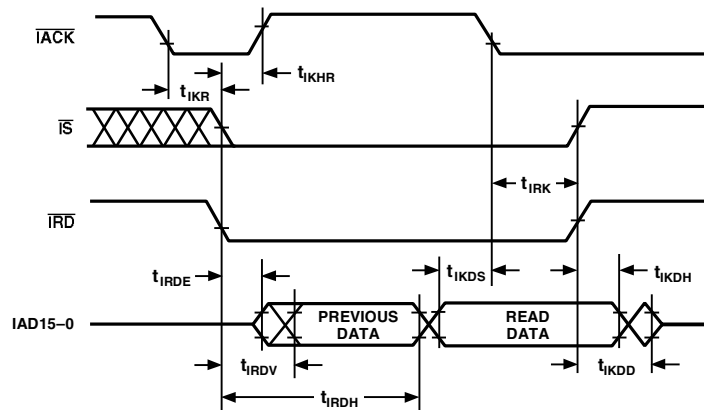 IACK
tIKHR
tIKR
IS
tIRK
IRD
tIRDE
tIKDS
tIKDH
IAD15–0
PREVIOUS
DATA
READ
DATA
tIRDV
tIKDD
tIRDH